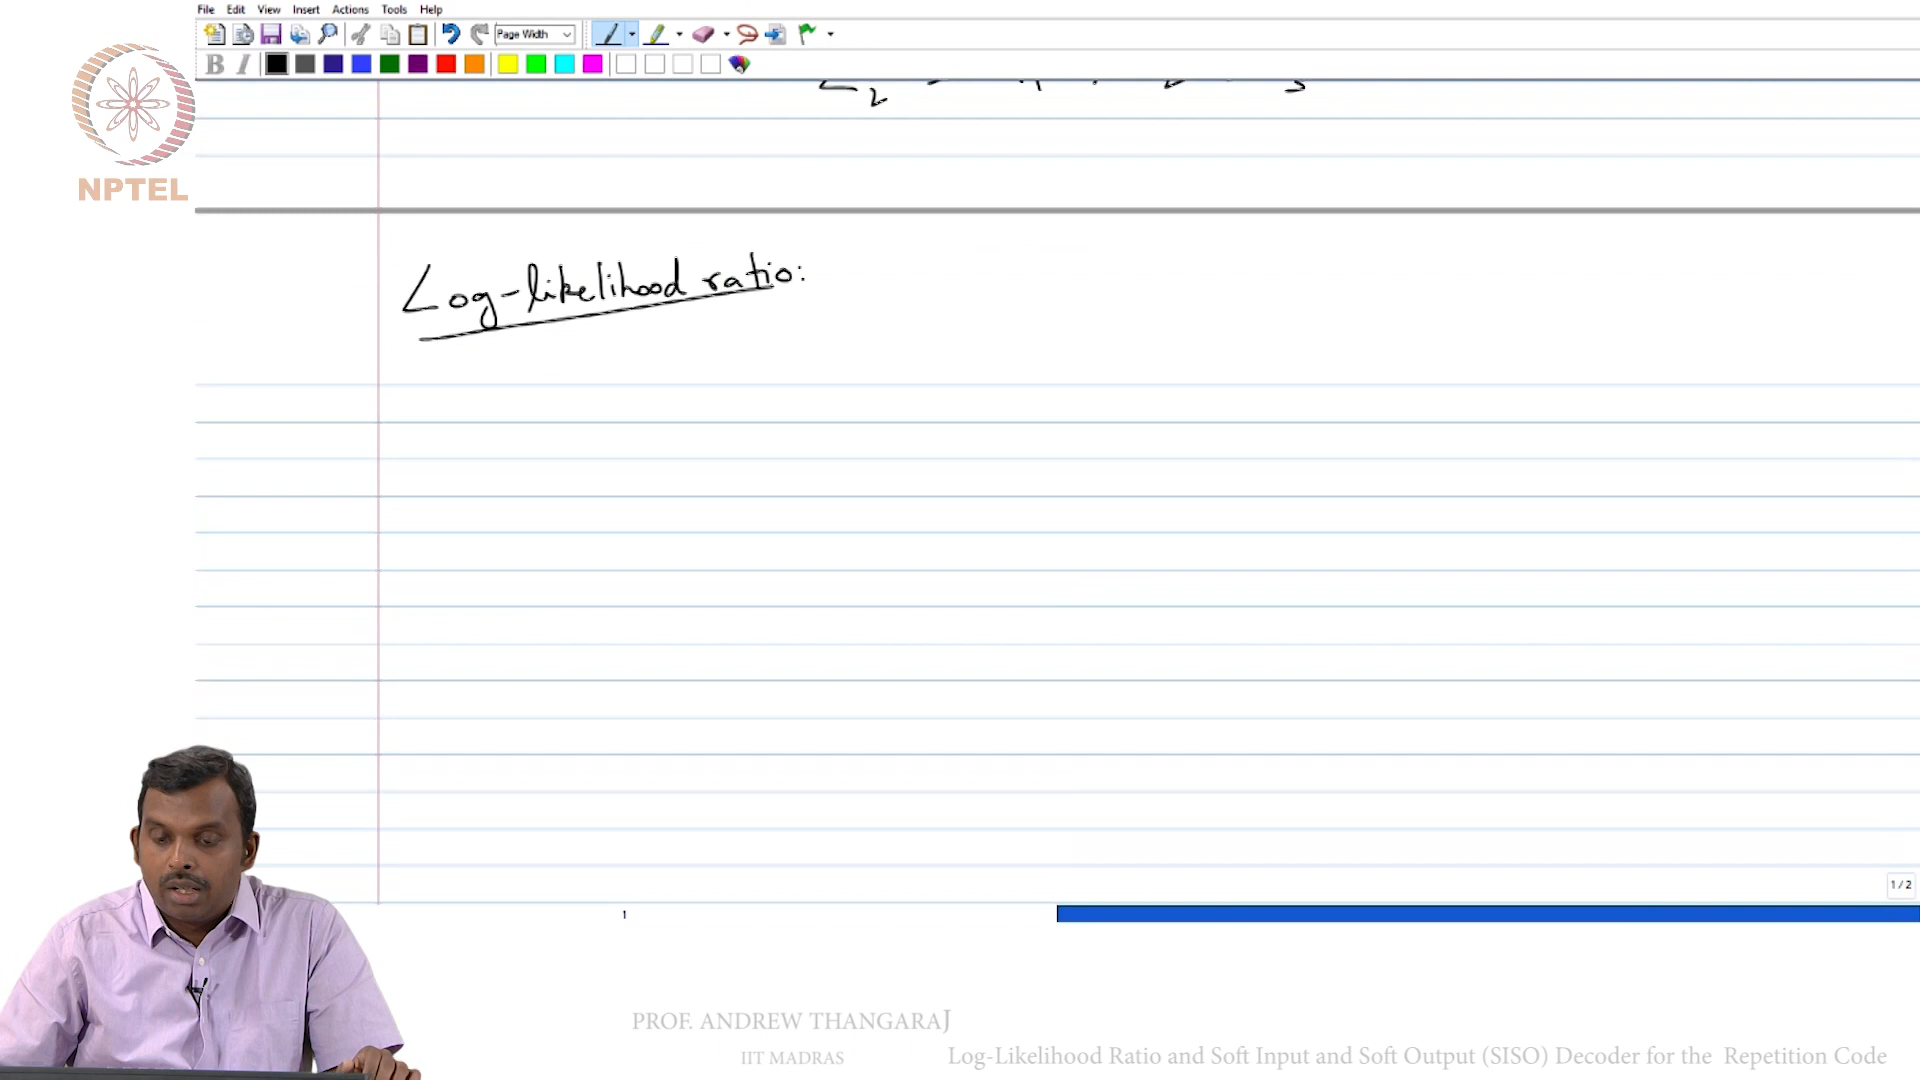 File Edit View Insert Actions Tools Help
Page Width
B I
NPTEL
Log-likelihood ratio:
1 / 2
1
PROF. ANDREW THANGARAJ
IIT MADRAS
Log-Likelihood Ratio and Soft Input and Soft Output (SISO) Decoder for the Repetition Code